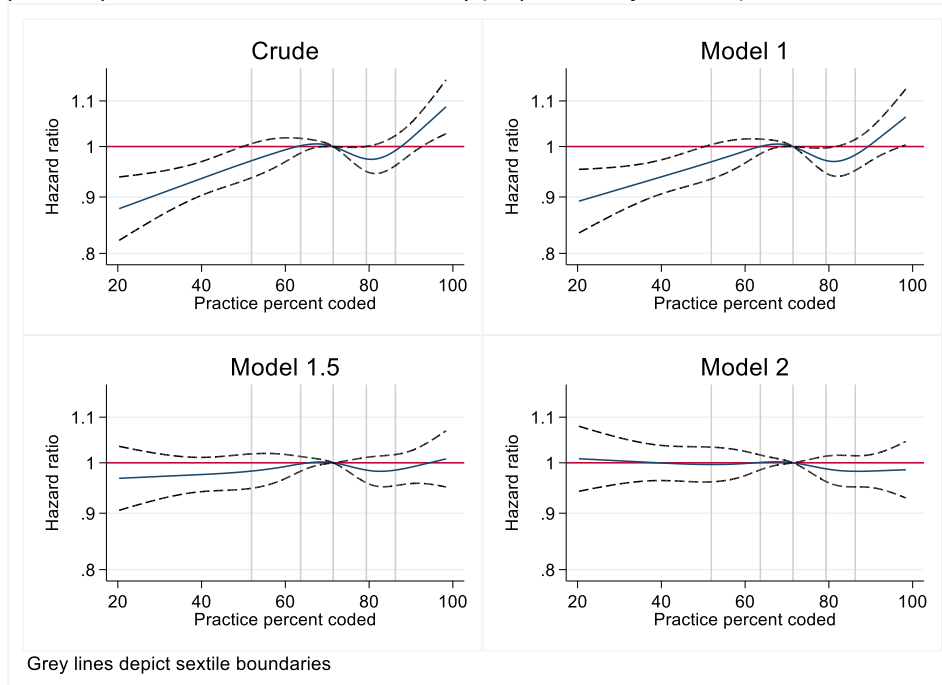 Crude
Model 1
1.1
1
.9
.8
Hazard ratio
20 40 60 80 100
Practice percent coded
1.1
1
.9
.8
Hazard ratio
20 40 60 80 100
Practice percent coded
Model 1.5
Model 2
1.1
1
.9
.8
Hazard ratio
20 40 60 80 100
Practice percent coded
1.1
1
.9
.8
Hazard ratio
20 40 60 80 100
Practice percent coded
Grey lines depict sextile boundaries